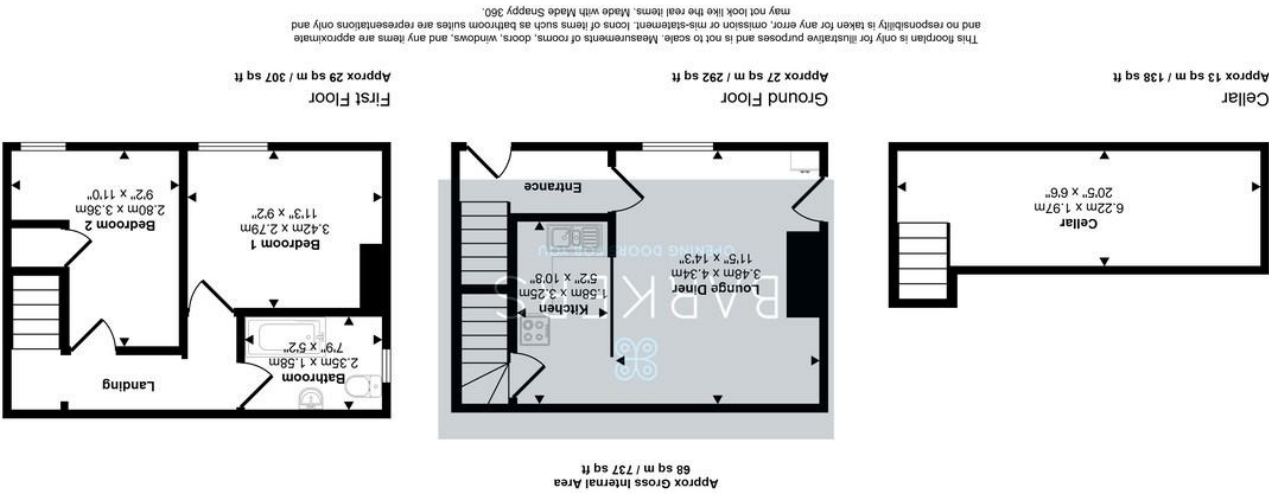 Approx Gross Internal Area
68 sq m / 737 sq ft
Cellar
6.22m x 1.97m
20'5" x 6'6"
Cellar
Approx 13 sq m / 138 sq ft
Lounge Diner
3.48m x 4.34m
11'5" x 14'3"
Kitchen
1.58m x 3.25m
5'2" x 10'8"
Entrance
BARKERS
OPENING DOORS FOR YOU
Ground Floor
Approx 27 sq m / 292 sq ft
Bathroom
2.35m x 1.58m
7'9" x 5'2"
Landing
Bedroom 1
3.42m x 2.79m
11'3" x 9'2"
Bedroom 2
2.80m x 3.36m
9'2" x 11'0"
First Floor
Approx 29 sq m / 307 sq ft
This floorplan is only for illustrative purposes and is not to scale. Measurements of rooms, doors, windows, and any items are approximate
and no responsibility is taken for any error, omission or mis-statement. Icons of items such as bathroom suites are representations only and
may not look like the real items. Made with Made Snappy 360.